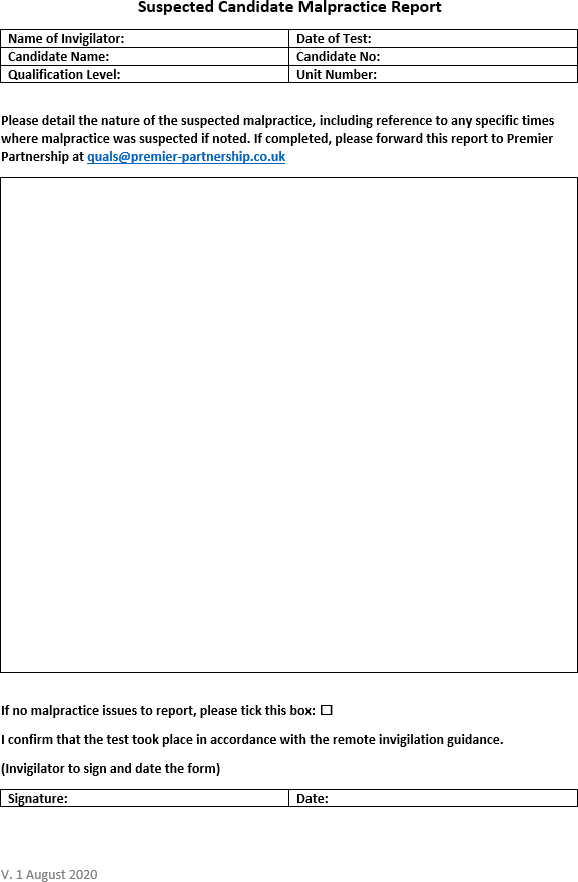 Suspected Candidate Malpractice Report
Name of Invigilator: Date of Test:
Candidate Name: Candidate No:
Qualification Level: Unit Number:
Please detail the nature of the suspected malpractice, including reference to any specific times
where malpractice was suspected if noted. If completed, please forward this report to Premier
Partnership at quals@premier-partnership.co.uk
If no malpractice issues to report, please tick this box: ☐
I confirm that the test took place in accordance with the remote invigilation guidance.
(Invigilator to sign and date the form)
Signature: Date:
V. 1 August 2020